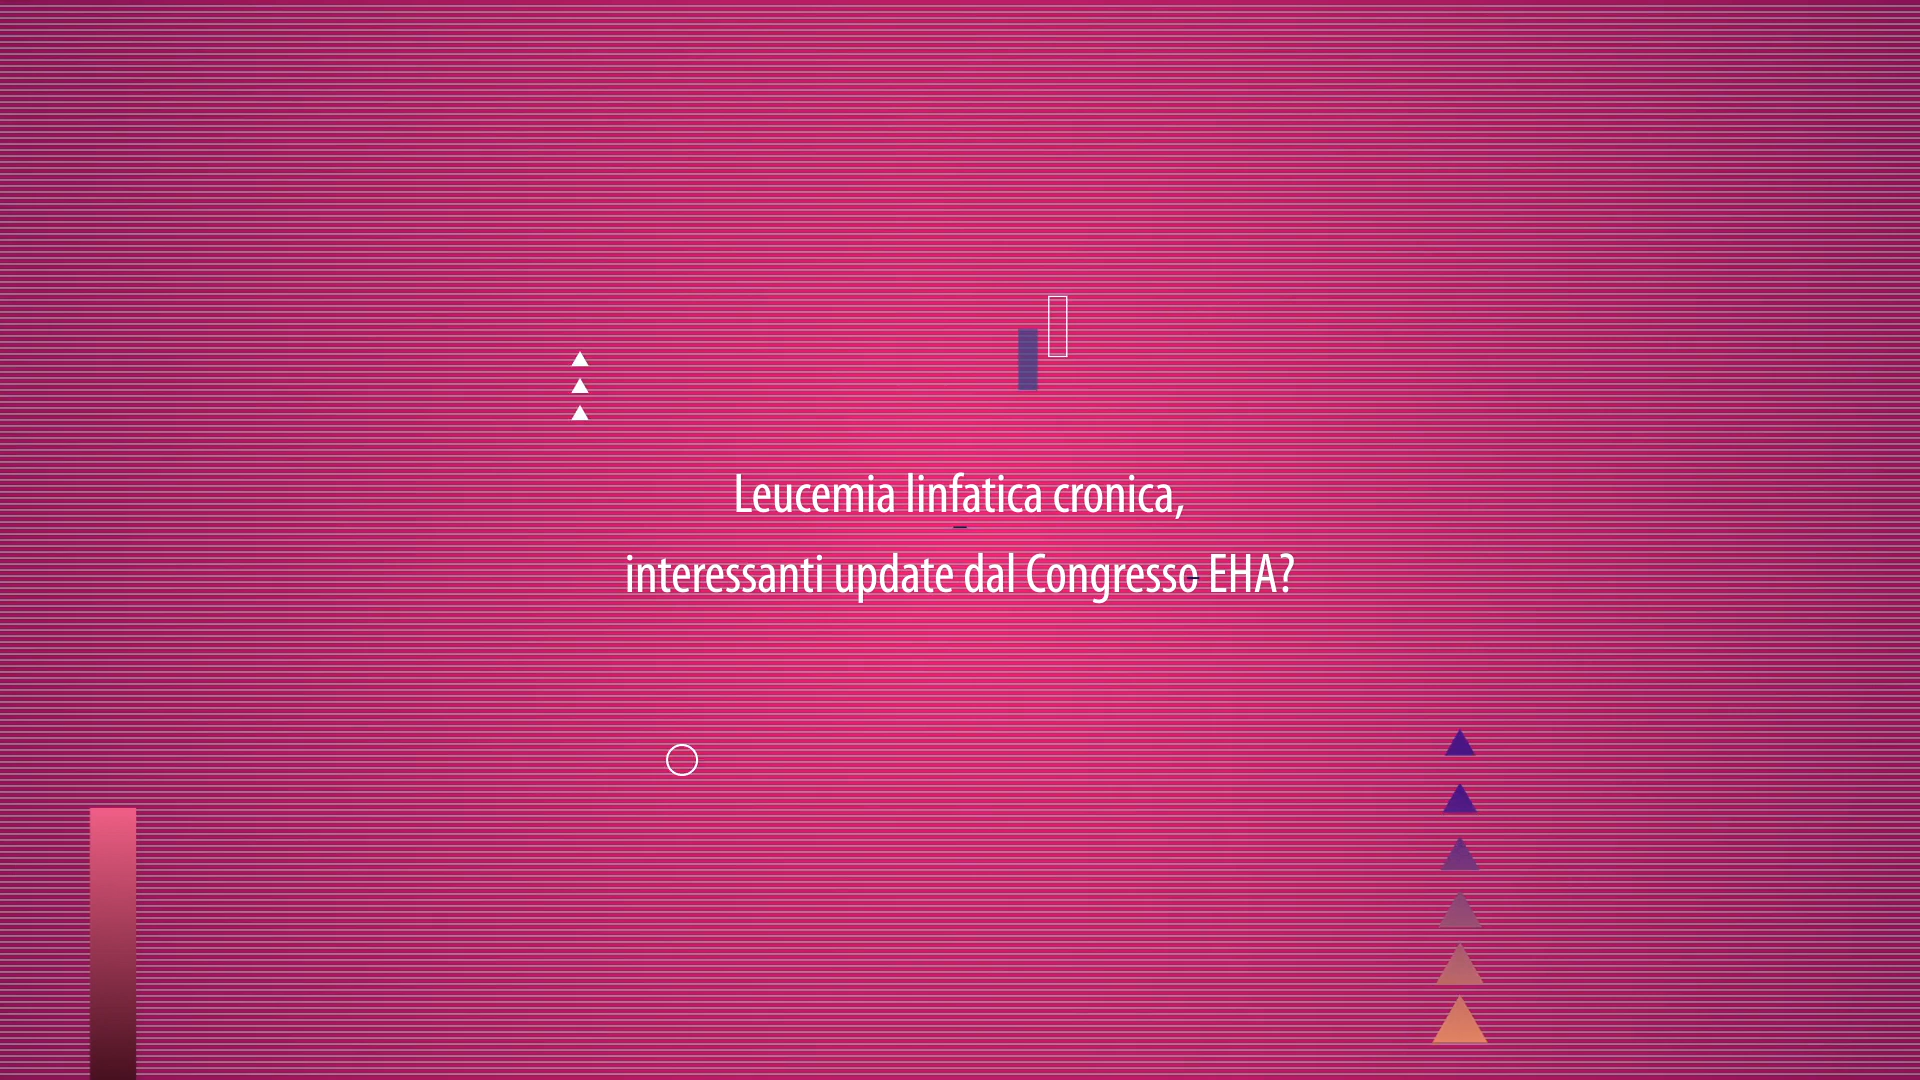 Leucemia linfatica cronica,
interessanti update dal Congresso EHA?